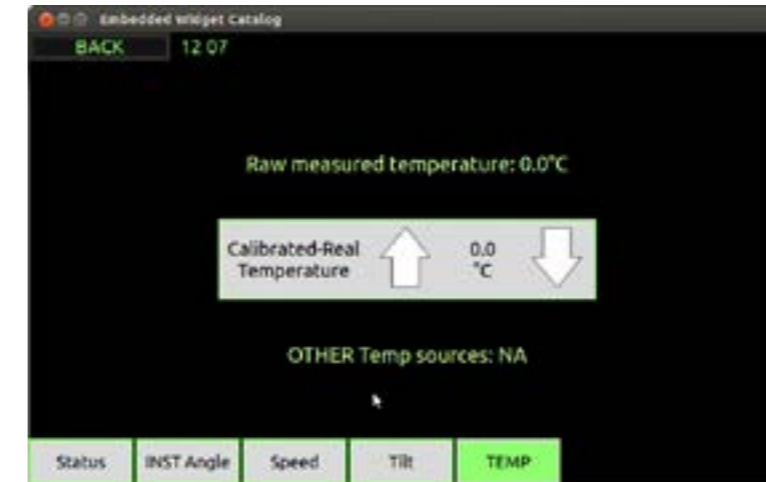 Embedded Widget Catalog
BACK 12 07
Raw measured temperature: 0.0°C
Calibrated-Real
Temperature
0.0
°C
OTHER Temp sources: NA
Status INST Angle Speed Tilt TEMP